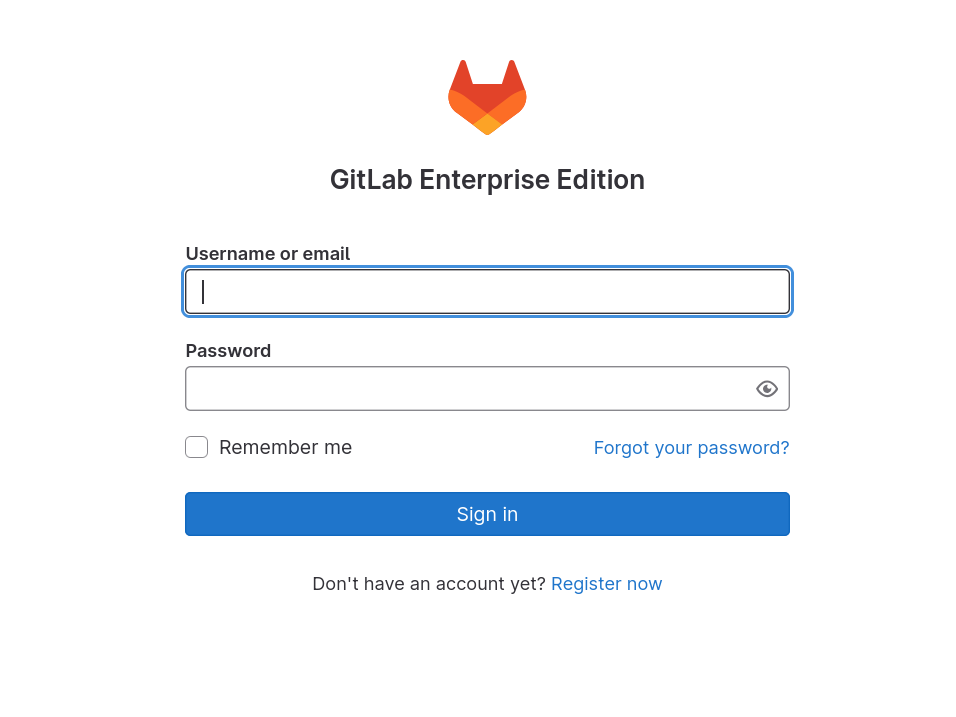 GitLab Enterprise Edition
Username or email
Password
Remember me
Forgot your password?
Sign in
Don't have an account yet? Register now